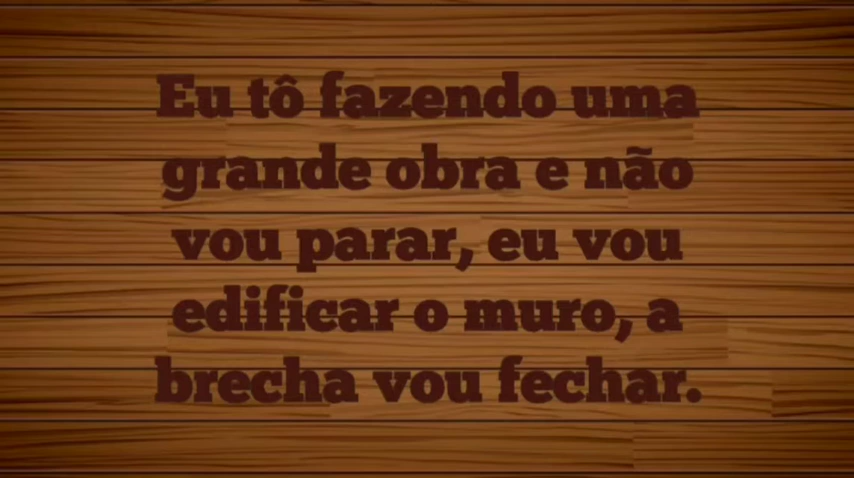 Eu tô fazendo uma
grande obra e não
vou parar, eu vou
edificar o muro, a
brecha vou fechar.